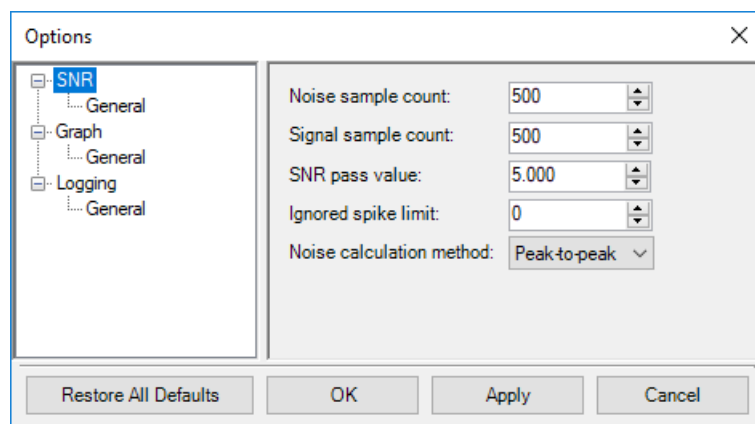 Options
SNR
General
Graph
General
Logging
General
Noise sample count: 500
Signal sample count: 500
SNR pass value: 5.000
Ignored spike limit: 0
Noise calculation method: Peak-to-peak
Restore All Defaults OK Apply Cancel